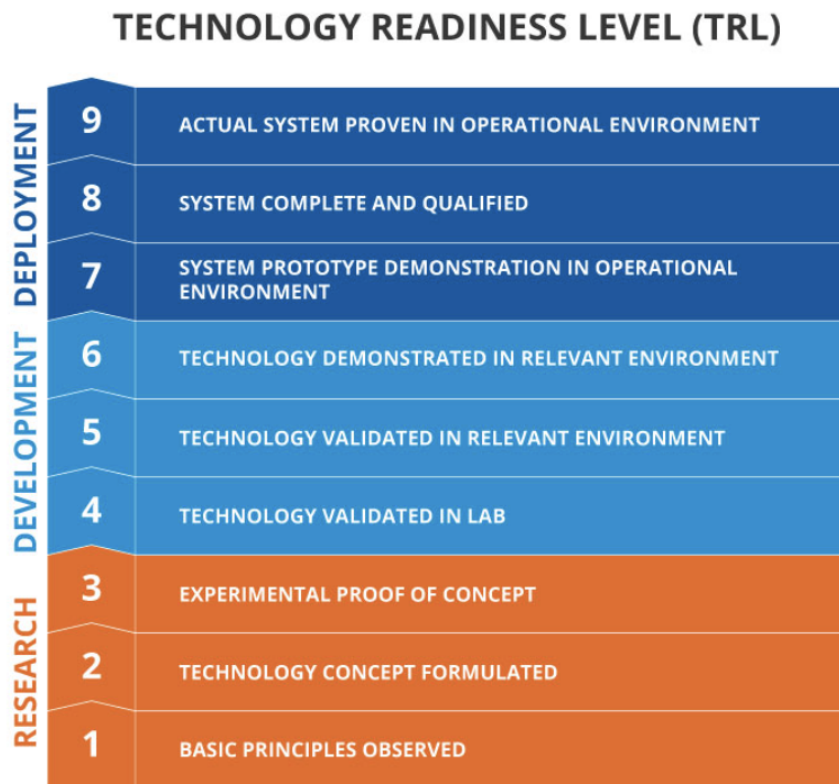 TECHNOLOGY READINESS LEVEL (TRL)
DEPLOYMENT
9
ACTUAL SYSTEM PROVEN IN OPERATIONAL ENVIRONMENT
8
SYSTEM COMPLETE AND QUALIFIED
7
SYSTEM PROTOTYPE DEMONSTRATION IN OPERATIONAL
ENVIRONMENT
DEVELOPMENT
6
TECHNOLOGY DEMONSTRATED IN RELEVANT ENVIRONMENT
5
TECHNOLOGY VALIDATED IN RELEVANT ENVIRONMENT
4
TECHNOLOGY VALIDATED IN LAB
RESEARCH
3
EXPERIMENTAL PROOF OF CONCEPT
2
TECHNOLOGY CONCEPT FORMULATED
1
BASIC PRINCIPLES OBSERVED